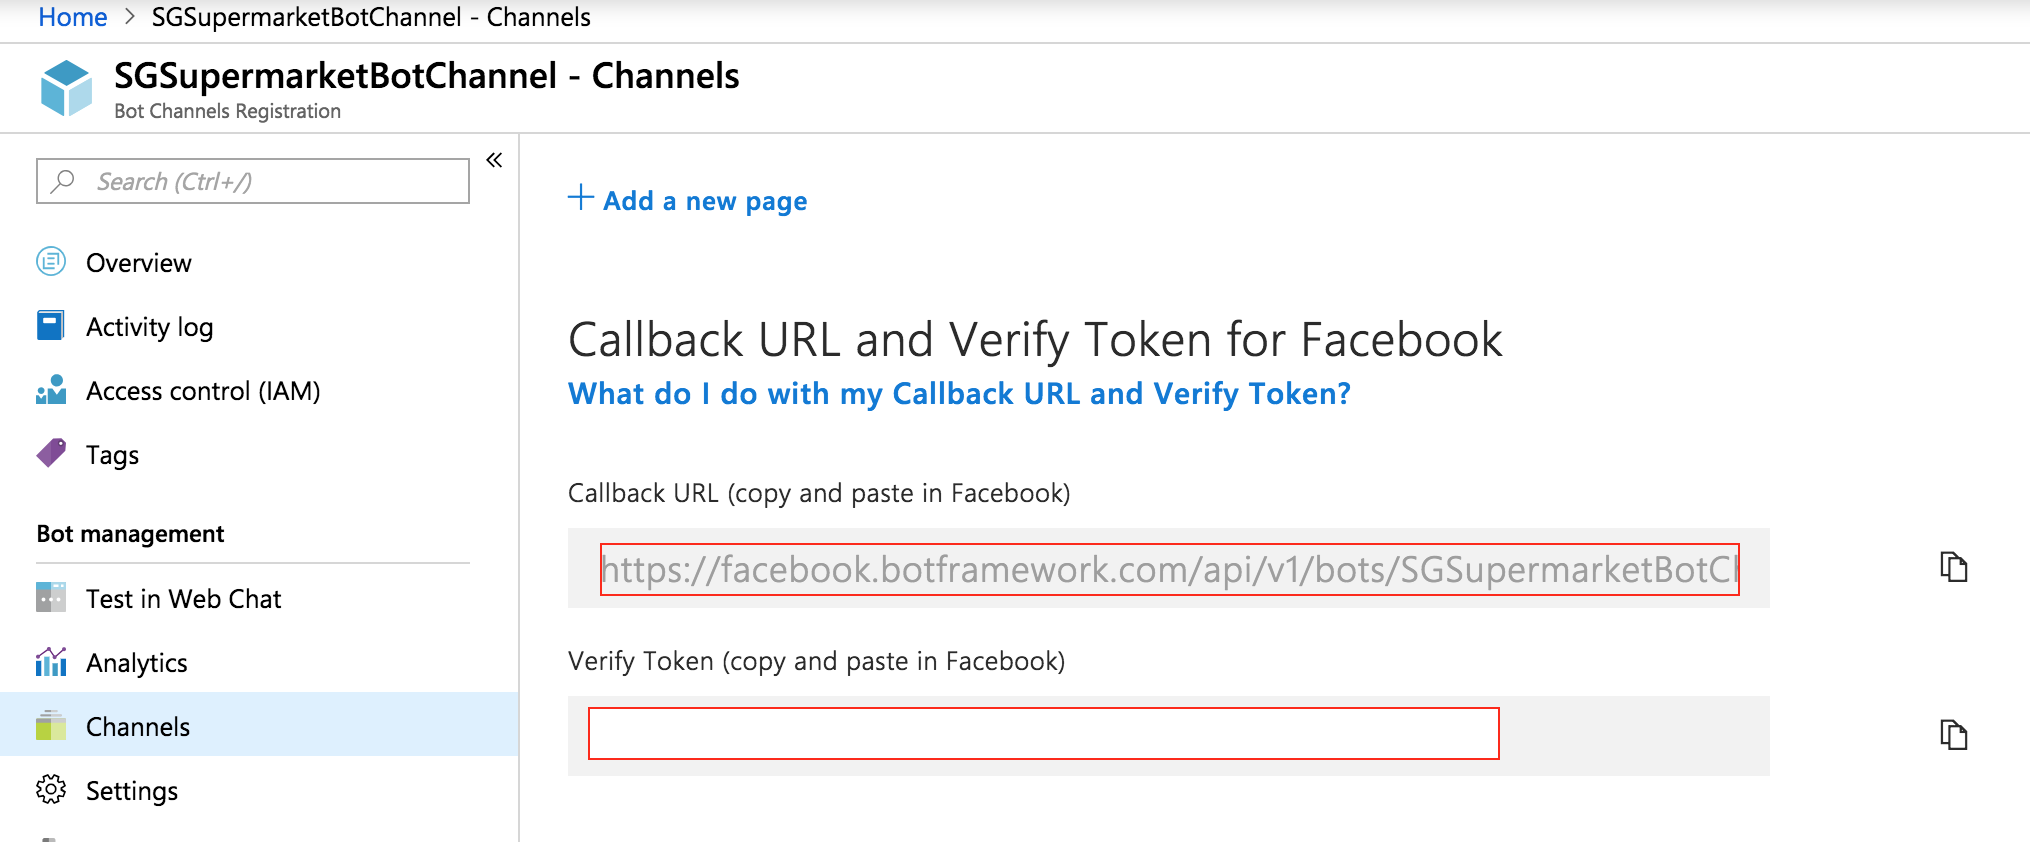 Home > SGSupermarketBotChannel - Channels
SGSupermarketBotChannel - Channels
Bot Channels Registration
Search (Ctrl+/)
«
Overview
Activity log
Access control (IAM)
Tags
Bot management
Test in Web Chat
Analytics
Channels
Settings
+ Add a new page
Callback URL and Verify Token for Facebook
What do I do with my Callback URL and Verify Token?
Callback URL (copy and paste in Facebook)
https://facebook.botframework.com/api/v1/bots/SGSupermarketBotCh
Verify Token (copy and paste in Facebook)